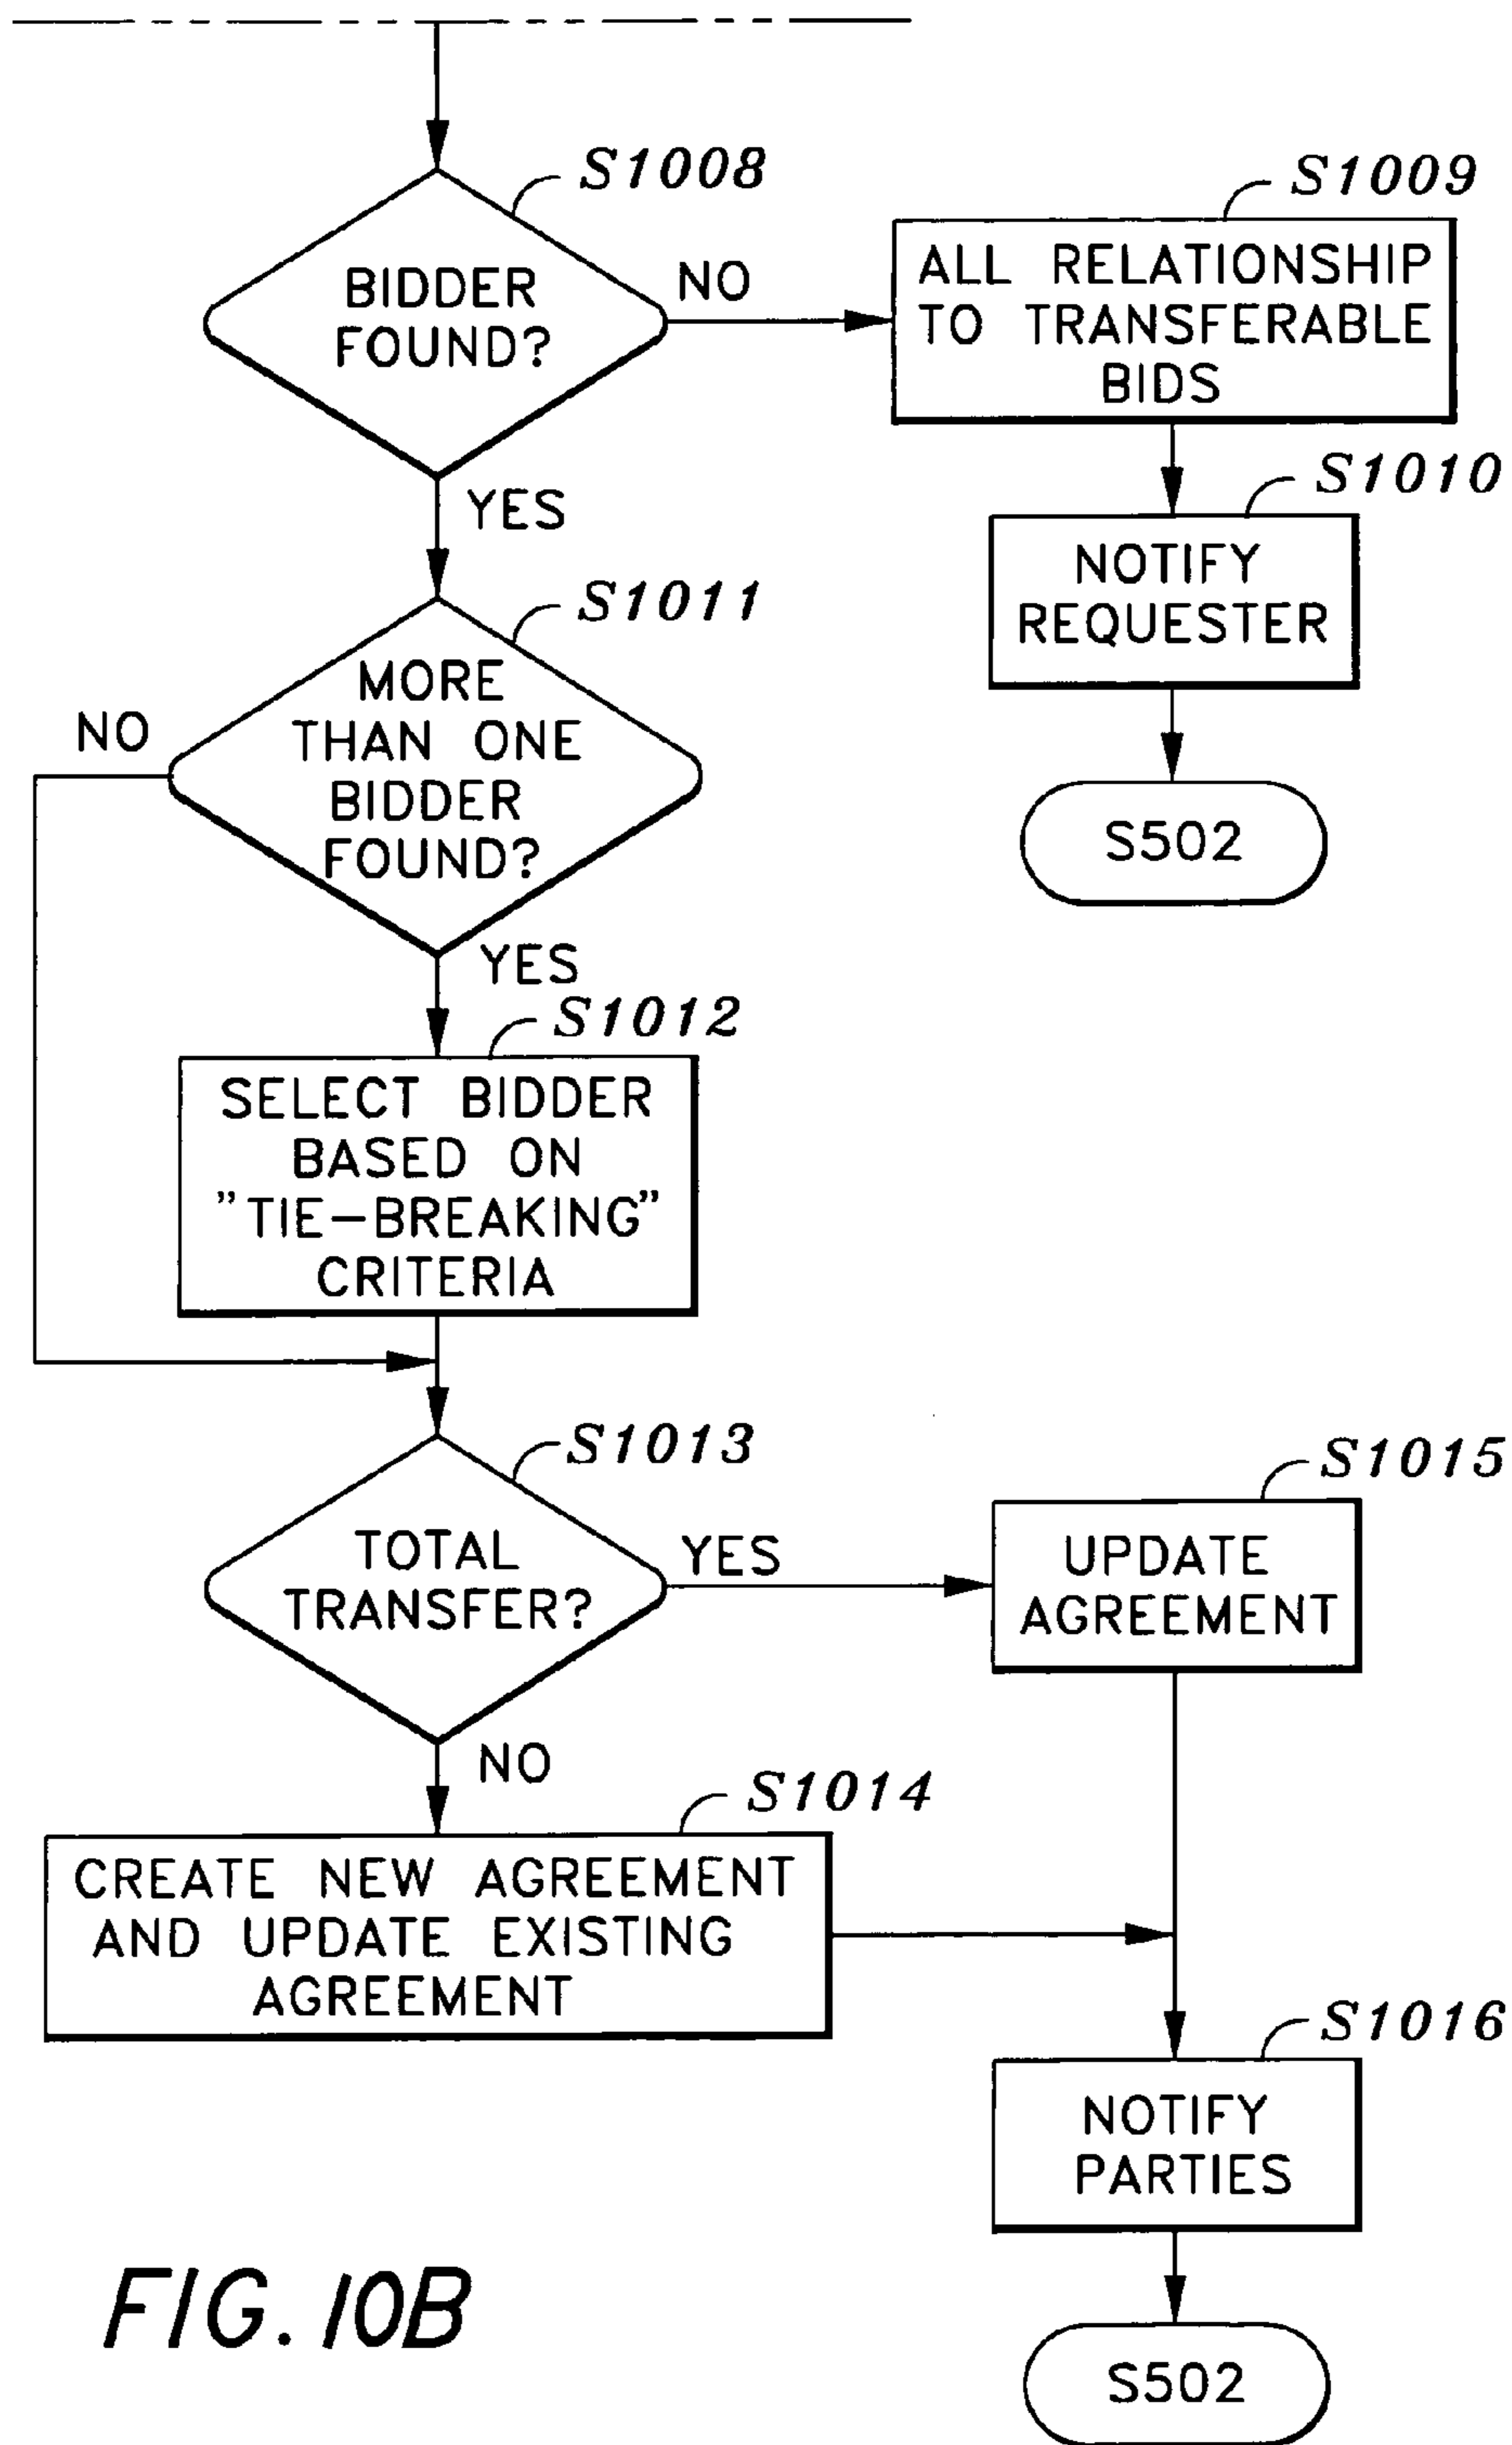 S1008
BIDDER
FOUND?
NO
YES
S1009
ALL RELATIONSHIP
TO TRANSFERABLE
BIDS
S1010
NOTIFY
REQUESTER
S502
S1011
MORE
THAN ONE
BIDDER
FOUND?
NO
YES
S1012
SELECT BIDDER
BASED ON
"TIE-BREAKING"
CRITERIA
S1013
TOTAL
TRANSFER?
YES
NO
S1015
UPDATE
AGREEMENT
S1014
CREATE NEW AGREEMENT
AND UPDATE EXISTING
AGREEMENT
S1016
NOTIFY
PARTIES
S502
FIG. 10B